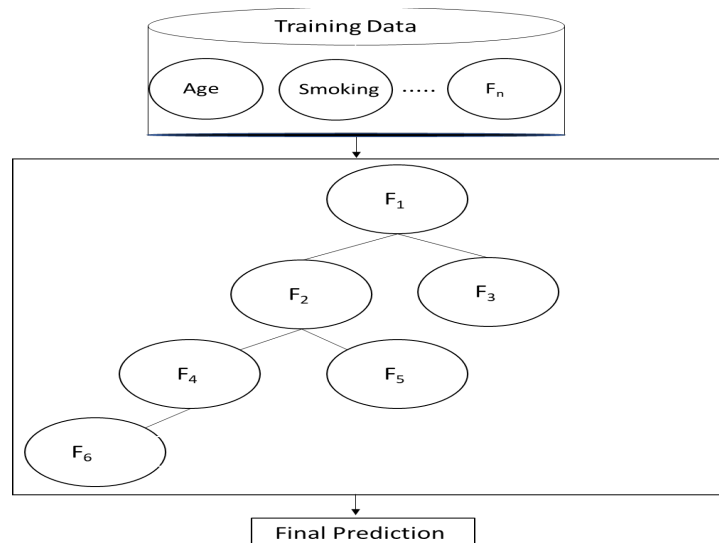 Training Data
Age Smoking ..... Fₙ
F₁
F₂ F₃
F₄ F₅
F₆
Final Prediction